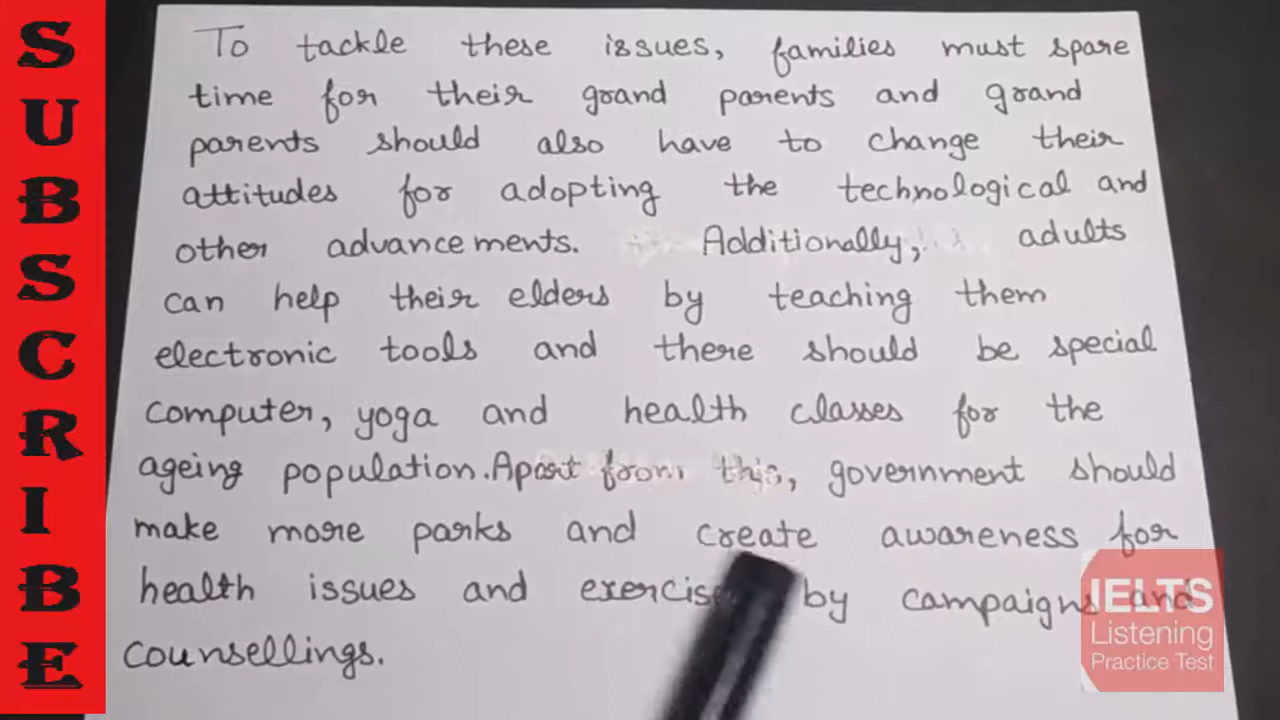 SUBSCRIBE
To tackle these issues, families must spare
time for their grand parents and grand
parents should also have to change their
attitudes for adopting the technological and
other advancements. Additionally, adults
can help their elders by teaching them
electronic tools and there should be special
computer, yoga and health classes for the
ageing population. Apart from this, government should
make more parks and create awareness for
health issues and exercise by campaigns and
counsellings.
IELTS
Listening
Practice Test